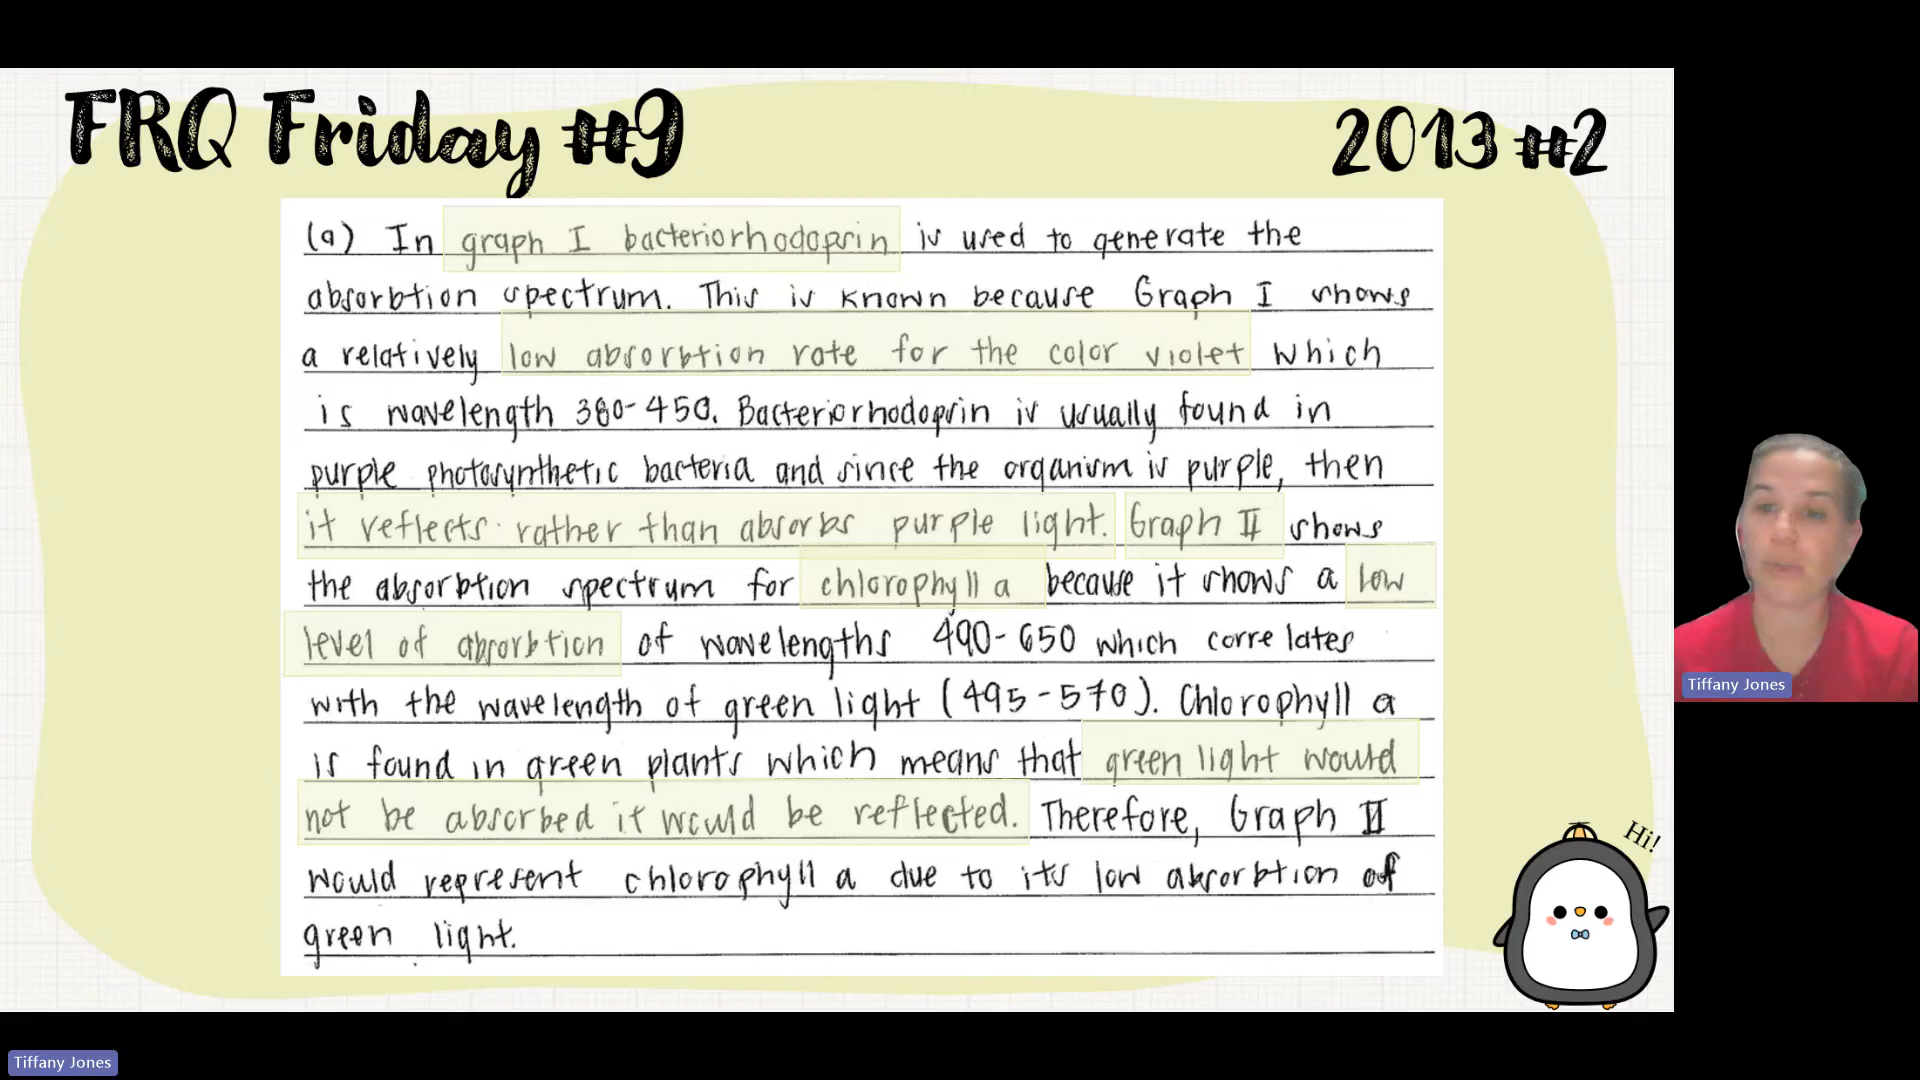 FRQ Friday #9
2013 #2
(a) In graph I bacteriorhodopsin is used to generate the
absorbtion spectrum. This is known because Graph I shows
a relatively low absorbtion rate for the color violet which
is wavelength 380-450. Bacteriorhodopsin is usually found in
purple photosynthetic bacteria and since the organism is purple, then
it reflects rather than absorbs purple light. Graph II shows
the absorbtion spectrum for chlorophyll a because it shows a low
level of absorbtion of wavelengths 490-650 which correlates
with the wavelength of green light (495-570). Chlorophyll a
is found in green plants which means that green light would
not be absorbed it would be reflected. Therefore, Graph II
would represent chlorophyll a due to its low absorbtion of
green light.
Hi!
Tiffany Jones
Tiffany Jones